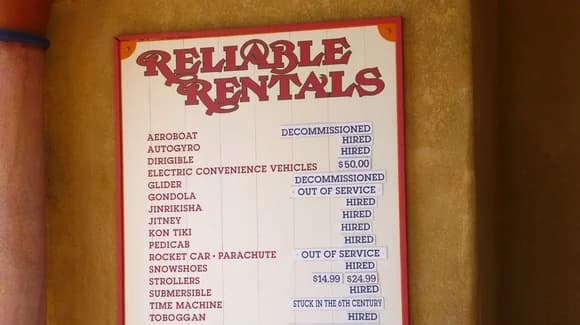 RELIABLE
RENTALS
AEROBOAT DECOMMISSIONED
AUTOGYRO HIRED
DIRIGIBLE HIRED
ELECTRIC CONVENIENCE VEHICLES $50.00
GLIDER DECOMMISSIONED
GONDOLA OUT OF SERVICE
JINRIKISHA HIRED
JITNEY HIRED
KON TIKI HIRED
PEDICAB HIRED
ROCKET CAR • PARACHUTE OUT OF SERVICE
SNOWSHOES HIRED
STROLLERS $14.99 $24.99
SUBMERSIBLE HIRED
TIME MACHINE STUCK IN THE 6TH CENTURY
TOBOGGAN HIRED